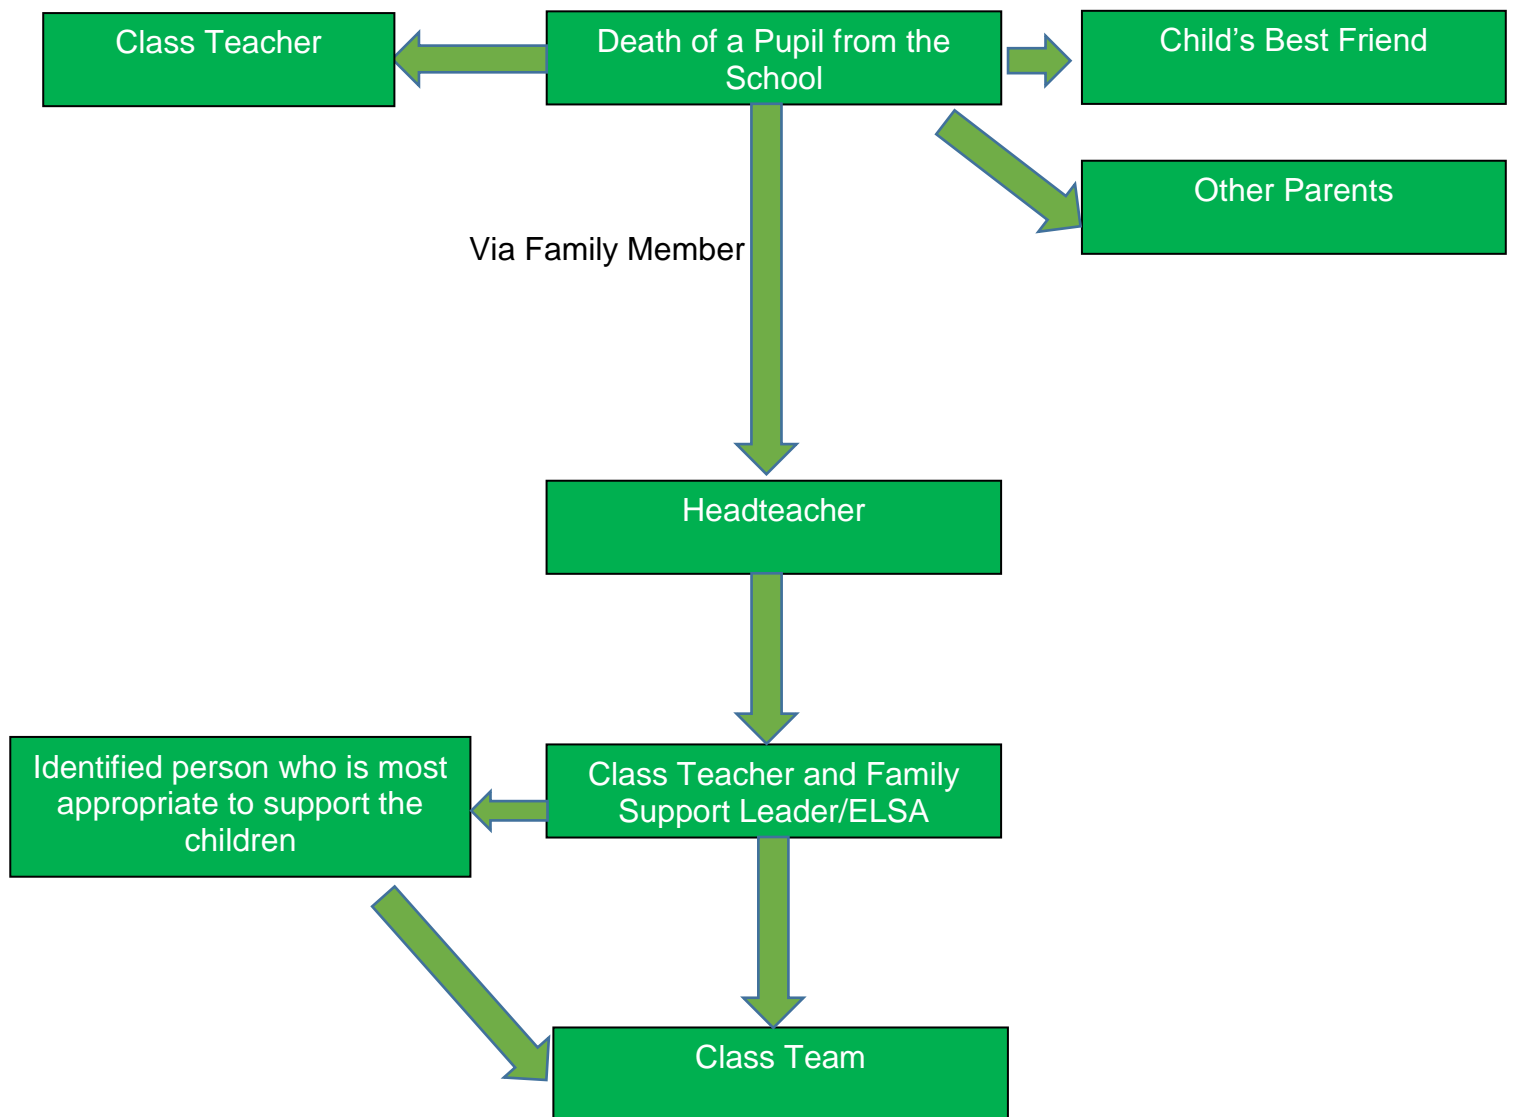 Class Teacher
Death of a Pupil from the
School
Child’s Best Friend
Other Parents
Via Family Member
Headteacher
Identified person who is most
appropriate to support the
children
Class Teacher and Family
Support Leader/ELSA
Class Team